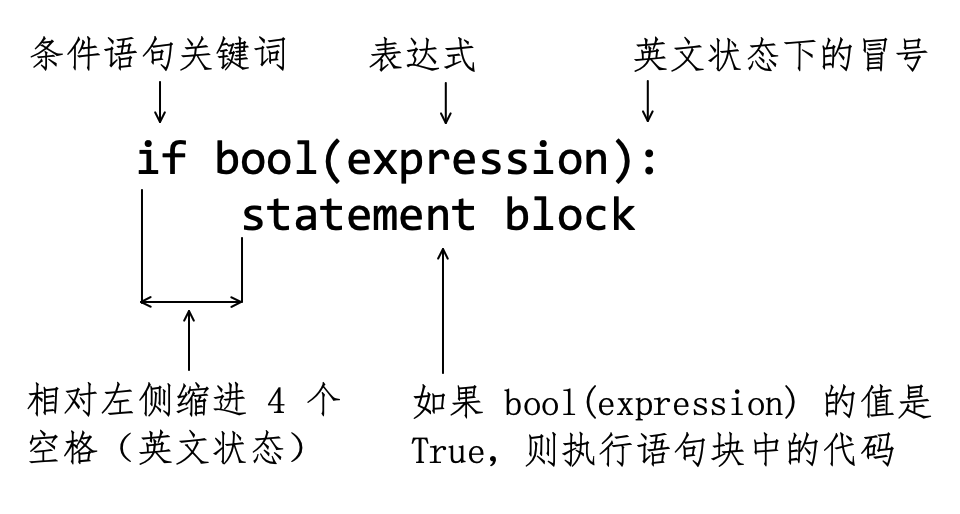 条件语句关键词 表达式 英文状态下的冒号
if bool(expression):
statement block
相对左侧缩进 4 个
空格（英文状态）
如果 bool(expression) 的值是
True，则执行语句块中的代码